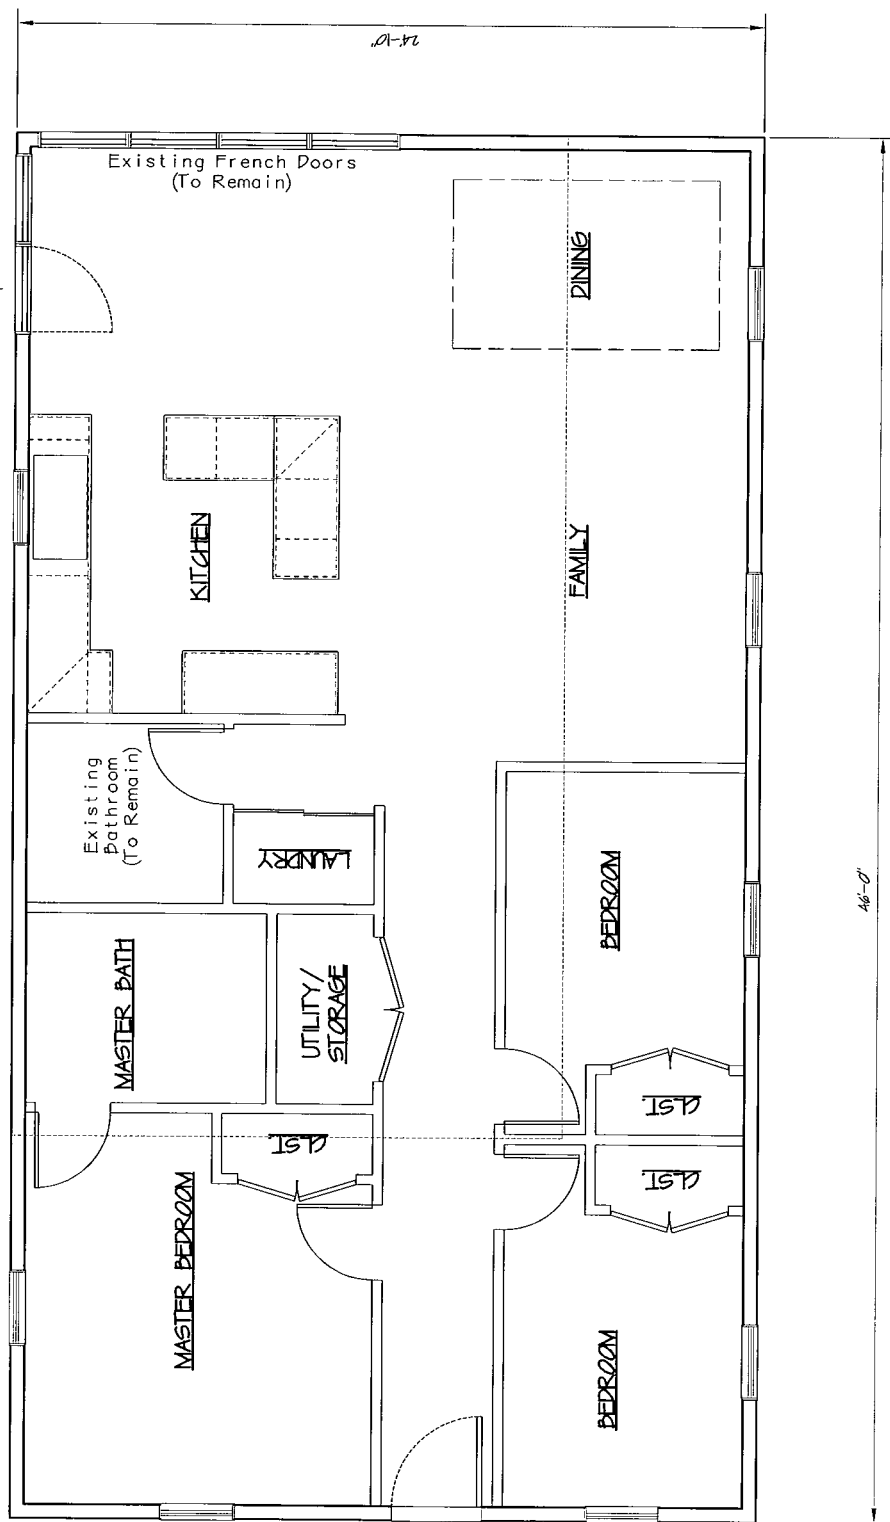 24'-10"
Existing French Doors
(To Remain)
DINING
KITCHEN
FAMILY
Existing
Bathroom
(To Remain)
LAUNDRY
BEDROOM
46'-0"
MASTER BATH
UTILITY/
STORAGE
CLST.
CLST.
CLST.
MASTER BEDROOM
BEDROOM